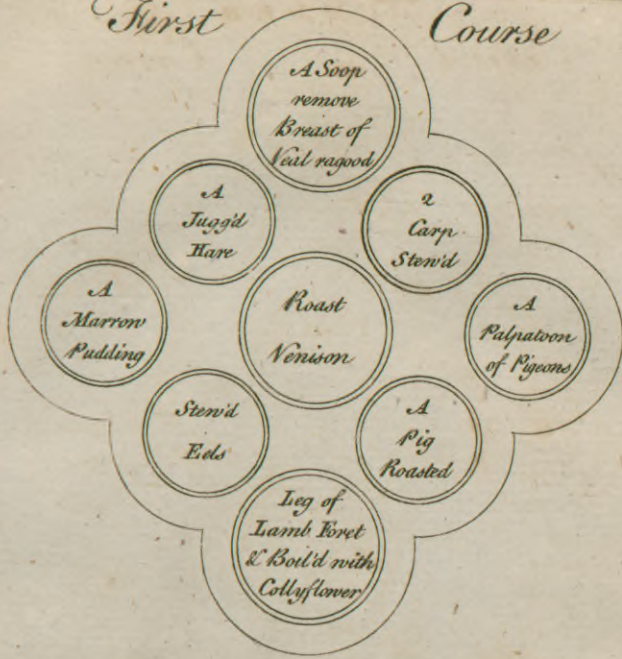 First Course
A Soop
remove
Breast of
Veal ragood
A
Jugg'd
Hare
2
Carp
Stew'd
A
Marrow
Pudding
Roast
Venison
A
Palpatoon
of Pigeons
Stew'd
Eels
A
Pig
Roasted
Leg of
Lamb Forct
& Boil'd with
Collyflower